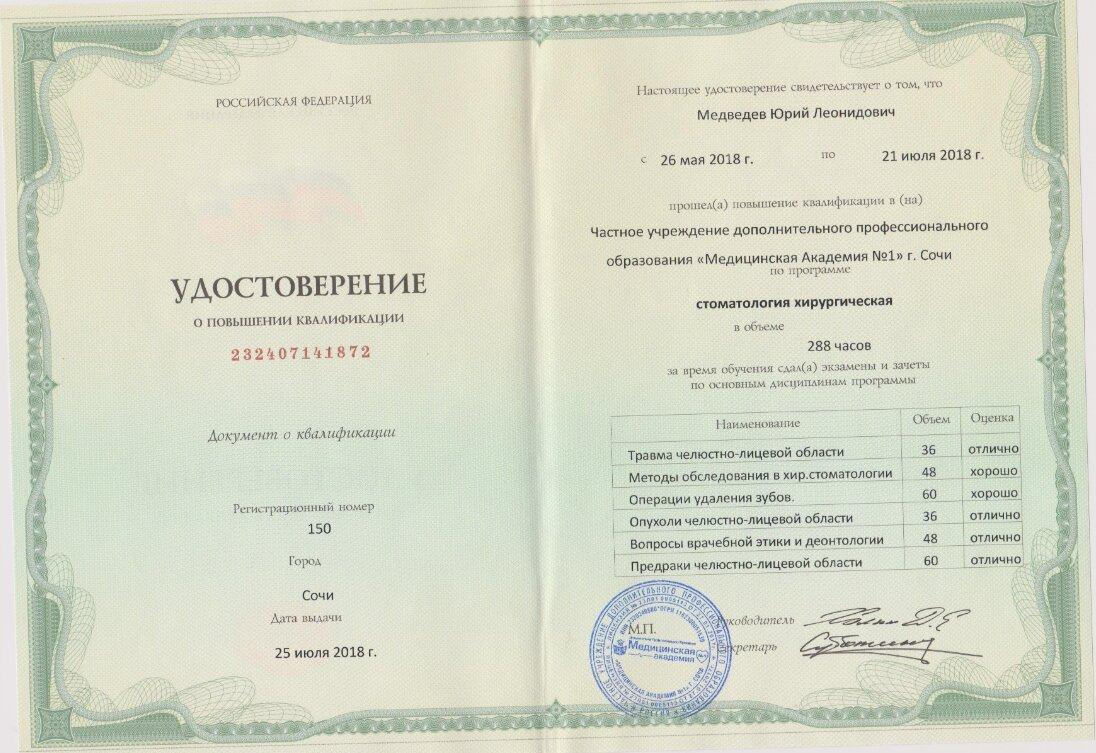 РОССИЙСКАЯ ФЕДЕРАЦИЯ
УДОСТОВЕРЕНИЕ
О ПОВЫШЕНИИ КВАЛИФИКАЦИИ
232407141872
Документ о квалификации
Регистрационный номер
150
Город
Сочи
Дата выдачи
25 июля 2018 г.
Настоящее удостоверение свидетельствует о том, что
Медведев Юрий Леонидович
с 26 мая 2018 г. по 21 июля 2018 г.
прошел(а) повышение квалификации в (на)
Частное учреждение дополнительного профессионального
образования «Медицинская Академия №1» г. Сочи
по программе
стоматология хирургическая
в объеме
288 часов
за время обучения сдал(а) экзамены и зачеты
по основным дисциплинам программы
Наименование Объем Оценка
Травма челюстно-лицевой области 36 отлично
Методы обследования в хир.стоматологии 48 хорошо
Операции удаления зубов. 60 хорошо
Опухоли челюстно-лицевой области 36 отлично
Вопросы врачебной этики и деонтологии 48 отлично
Предраки челюстно-лицевой области 60 отлично
М.П.
Руководитель
Секретарь
Медицинская
академия